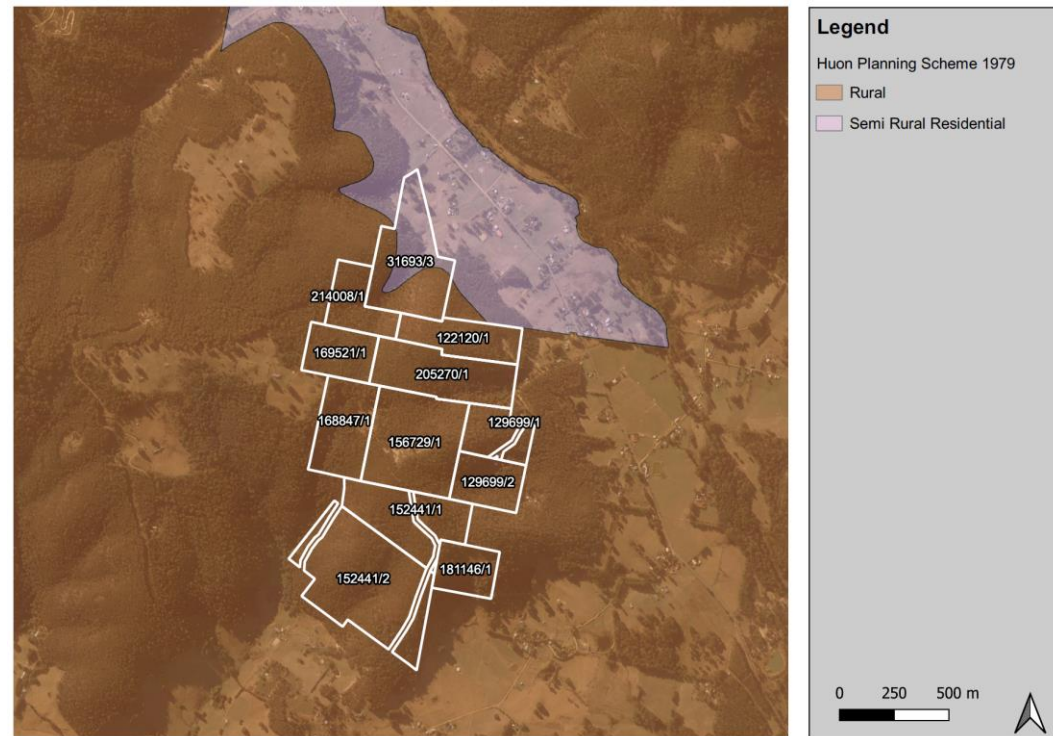 Legend
Huon Planning Scheme 1979
Rural
Semi Rural Residential
31693/3
214008/1
122120/1
169521/1
205270/1
168847/1
129699/1
156729/1
129699/2
152441/1
181146/1
152441/2
0 250 500 m